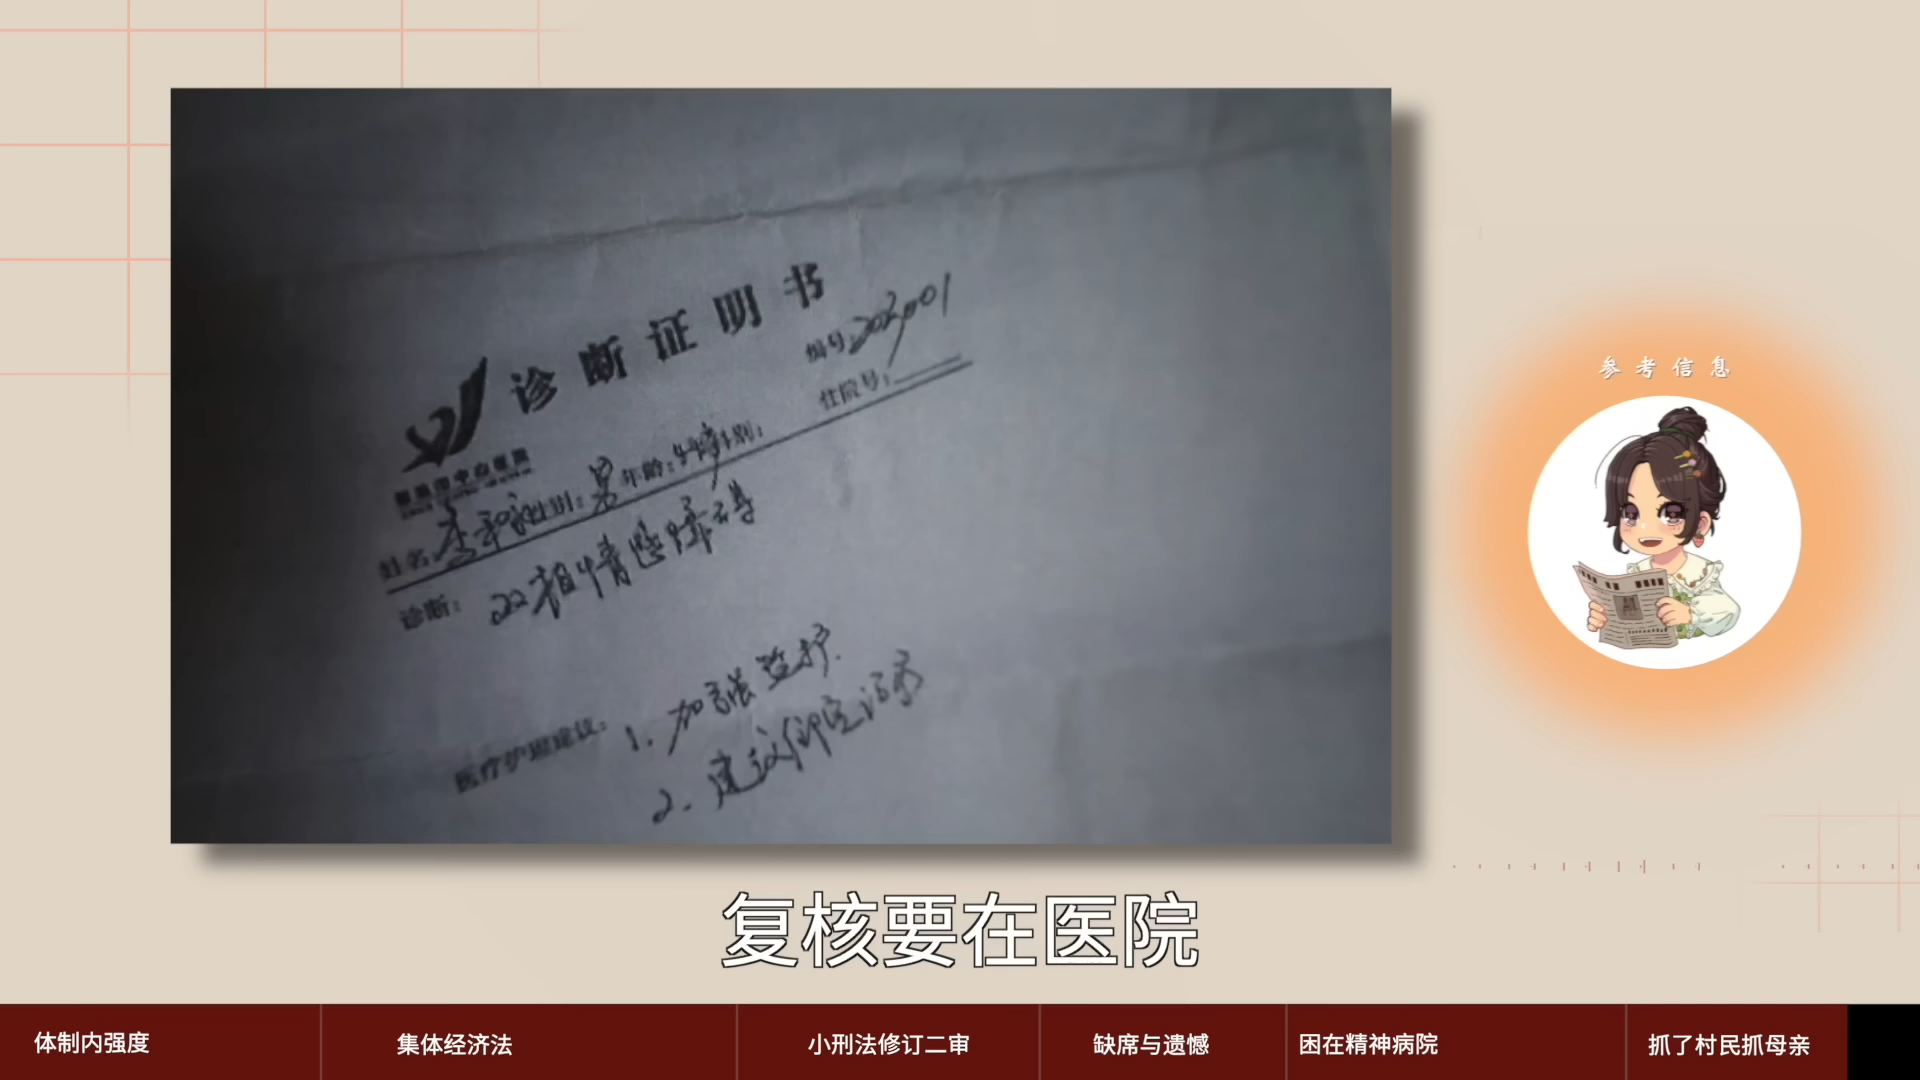 诊断证明书
编号:202001
住院号:
姓名: 性别:男 年龄: 科别:
诊断:双相情感障碍
医疗护理建议:1.加强监护.
2.建议住院治疗
参考信息
复核要在医院
体制内强度
集体经济法
小刑法修订二审
缺席与遗憾
困在精神病院
抓了村民抓母亲